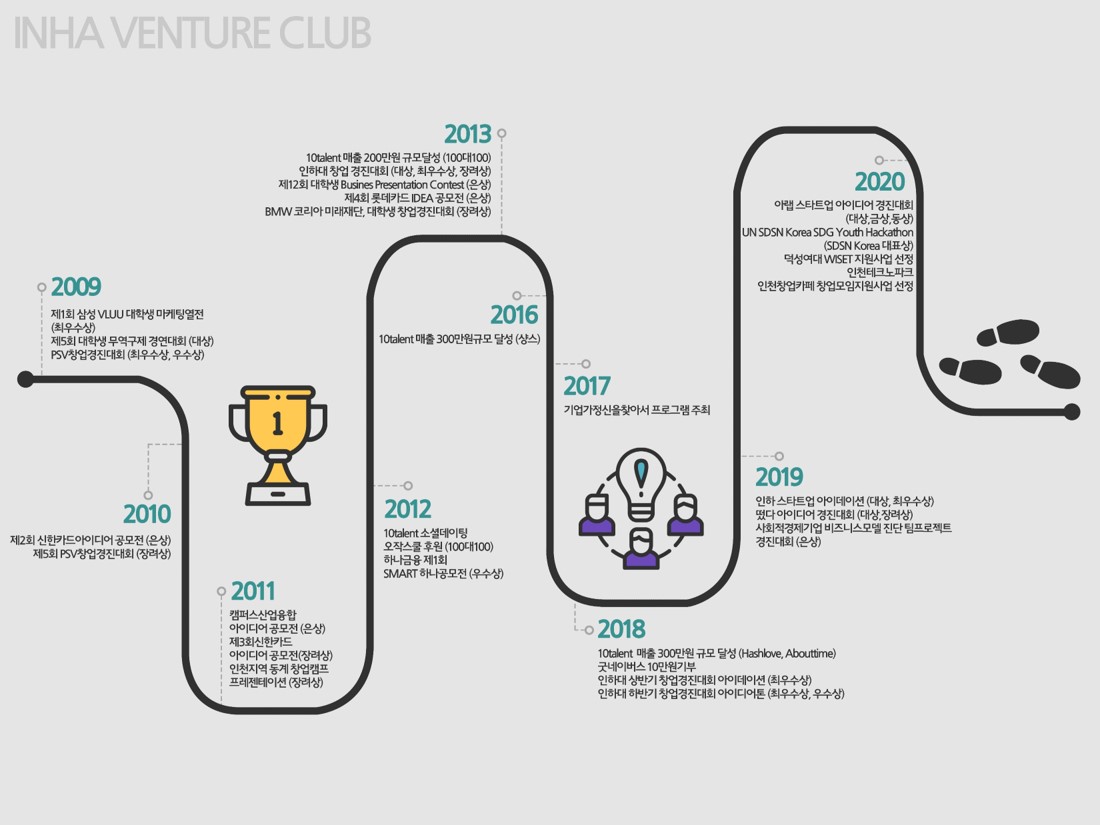 INHA VENTURE CLUB
2009
제1회 삼성 VLUU 대학생 마케팅열전
(최우수상)
제5회 대학생 무역구제 경연대회 (대상)
PSV창업경진대회 (최우수상, 우수상)
2010
제2회 신한카드아이디어 공모전 (은상)
제5회 PSV창업경진대회 (장려상)
2011
캠퍼스산업융합
아이디어 공모전 (은상)
제3회신한카드
아이디어 공모전(장려상)
인천지역 동계 창업캠프
프레젠테이션 (장려상)
1
2012
10talent 소셜데이팅
오작스쿨 후원 (100대100)
하나금융 제1회
SMART 하나공모전 (우수상)
2013
10talent 매출 200만원 규모달성 (100대100)
인하대 창업 경진대회 (대상, 최우수상, 장려상)
제12회 대학생 Busines Presentation Contest (은상)
제4회 롯데카드 IDEA 공모전 (은상)
BMW 코리아 미래재단, 대학생 창업경진대회 (장려상)
2016
10talent 매출 300만원규모 달성 (샹스)
2017
기업가정신을찾아서 프로그램 주최
2018
10talent 매출 300만원 규모 달성 (Hashlove, Abouttime)
굿네이버스 10만원기부
인하대 상반기 창업경진대회 아이데이션 (최우수상)
인하대 하반기 창업경진대회 아이디어톤 (최우수상, 우수상)
2019
인하 스타트업 아이데이션 (대상, 최우수상)
떴다 아이디어 경진대회 (대상,장려상)
사회적경제기업 비즈니스모델 진단 팀프로젝트
경진대회 (은상)
2020
아랩 스타트업 아이디어 경진대회
(대상,금상,동상)
UN SDSN Korea SDG Youth Hackathon
(SDSN Korea 대표상)
덕성여대 WISET 지원사업 선정
인천테크노파크
인천창업카페 창업모임지원사업 선정